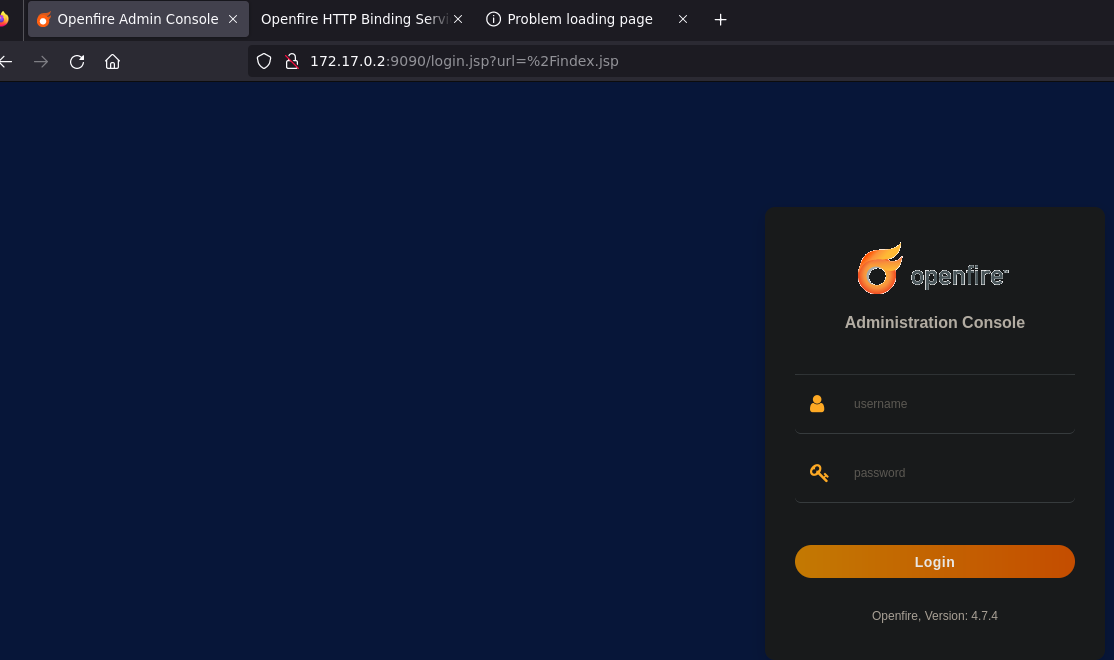 Openfire Admin Console
Openfire HTTP Binding Servi
Problem loading page
172.17.0.2:9090/login.jsp?url=%2Findex.jsp
openfire™
Administration Console
username
password
Login
Openfire, Version: 4.7.4